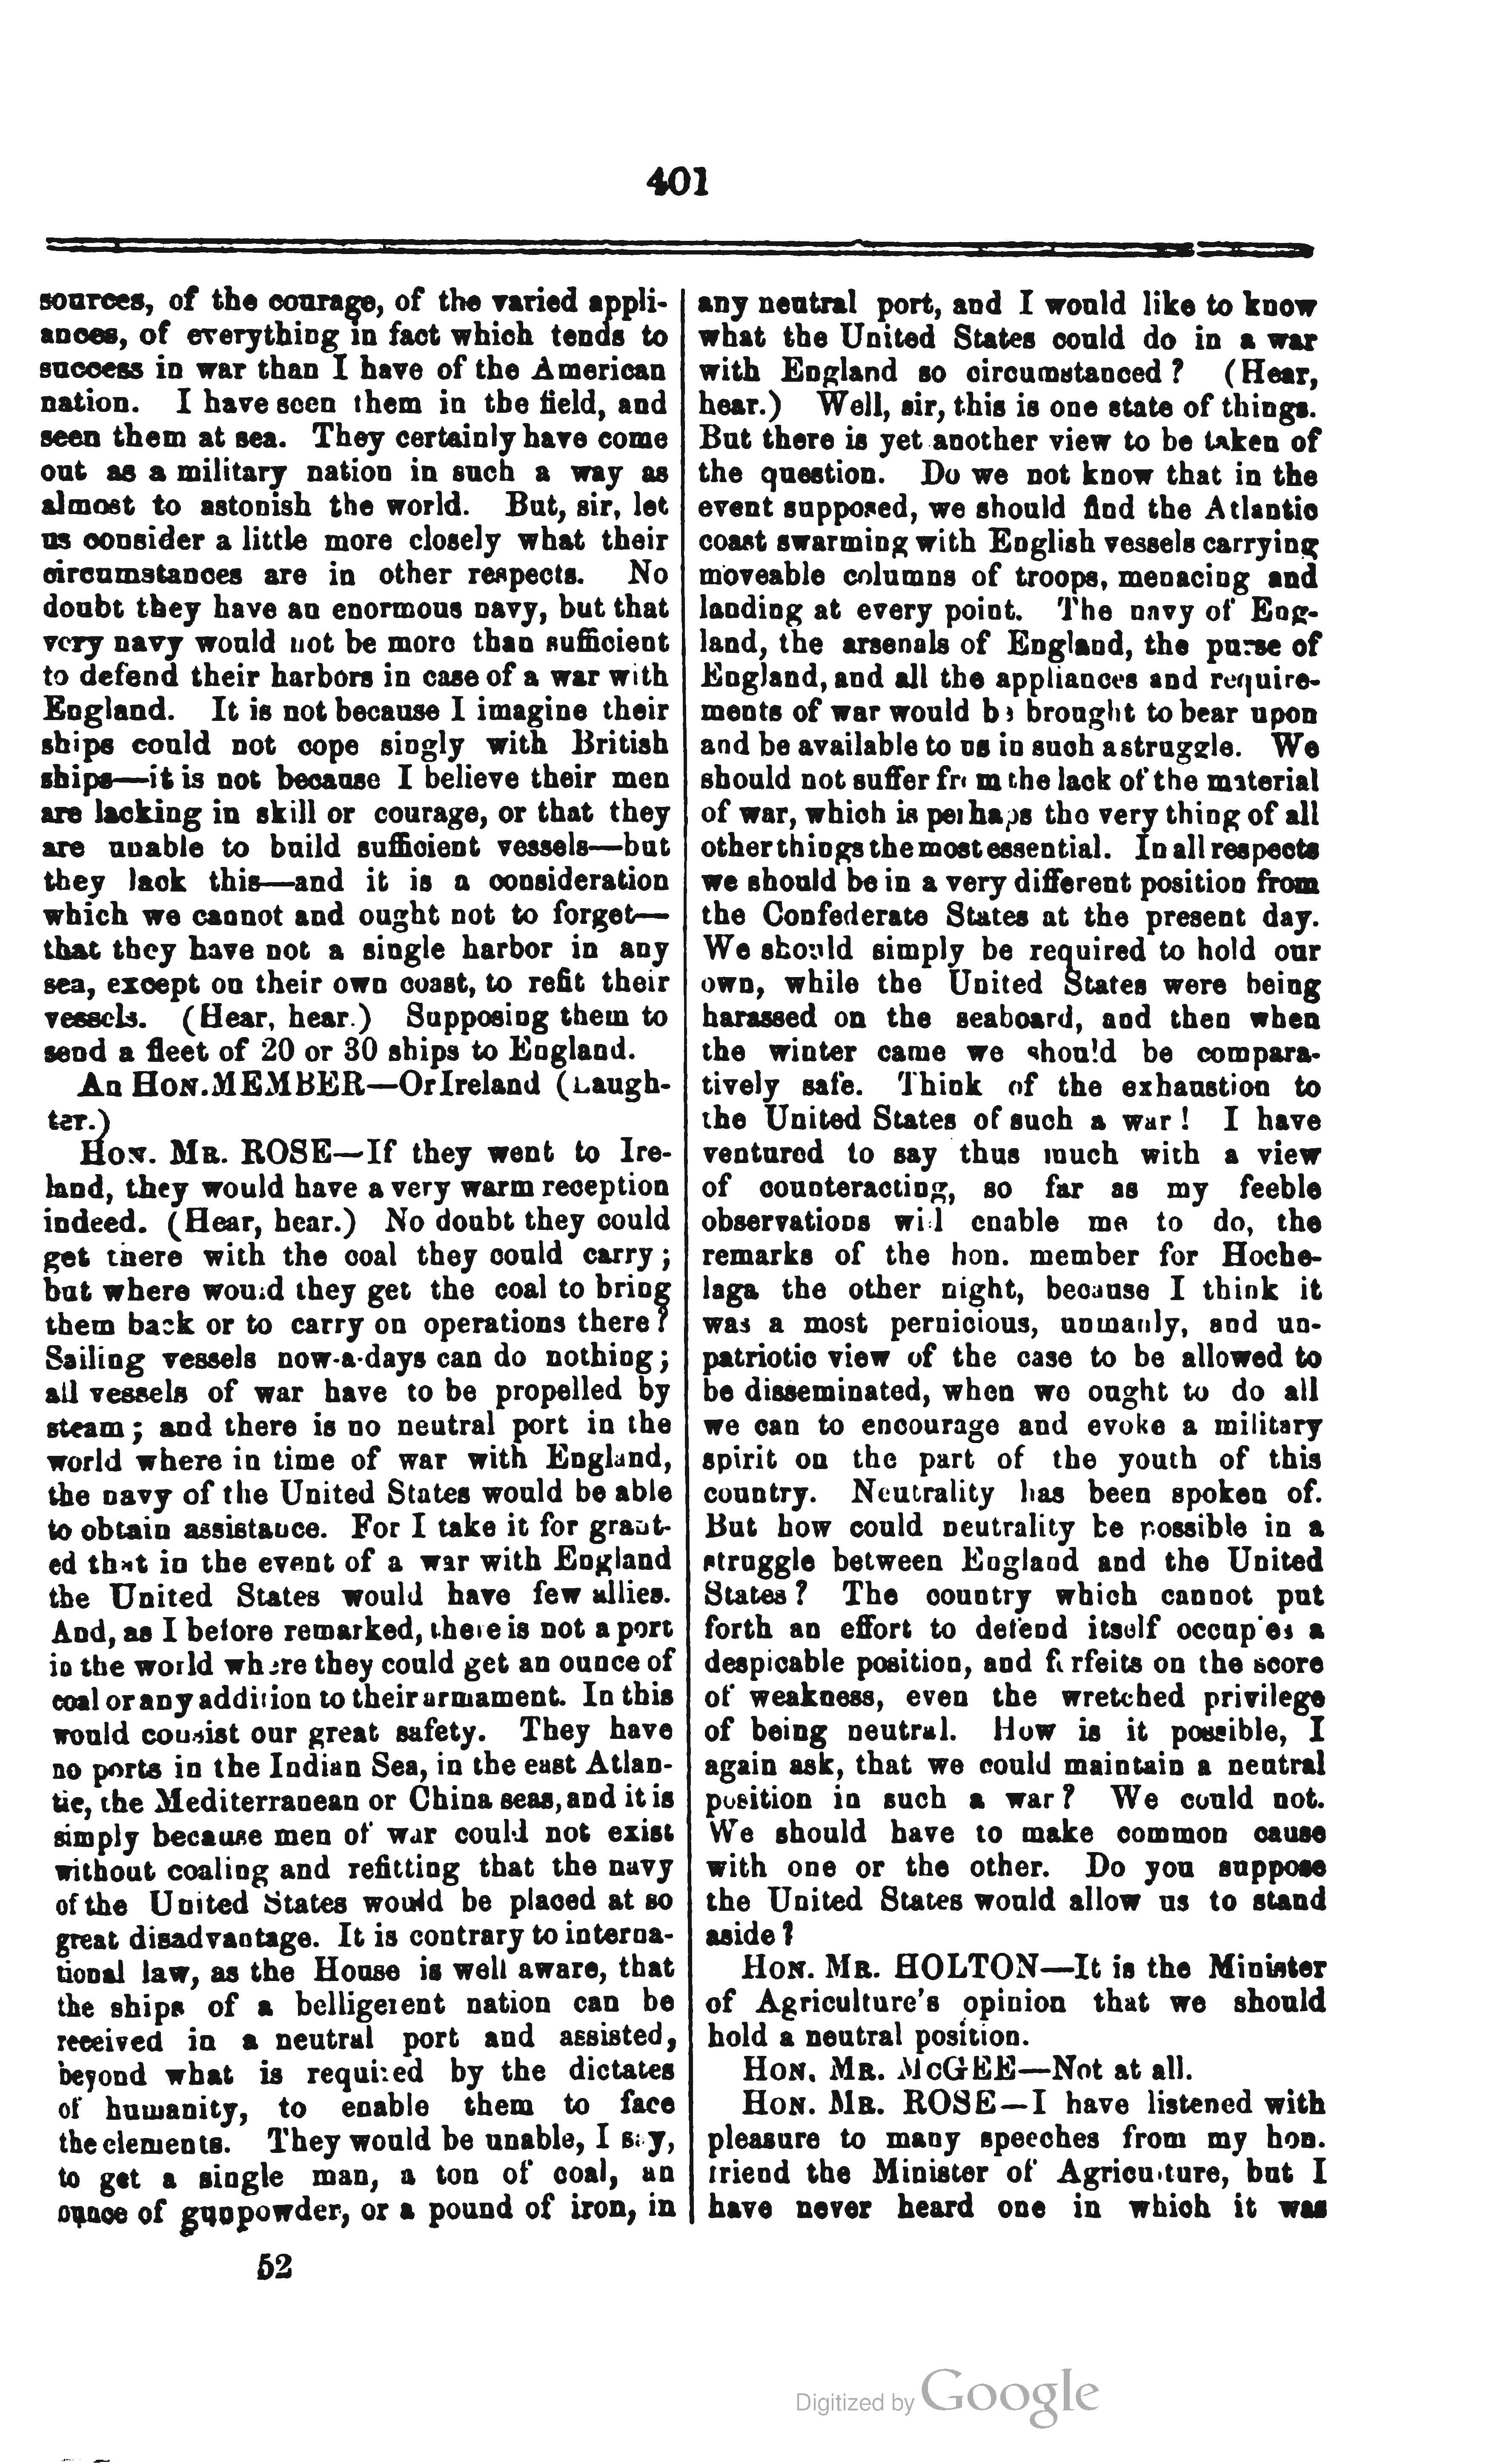 401
sources, of the courage, of the varied appli-
ances, of everything in fact which tends to
success in war than I have of the American
nation. I have seen them in the field, and
seen them at sea. They certainly have come
out as a military nation in such a way as
almost to astonish the world. But, sir, let
us consider a little more closely what their
circumstances are in other respects. No
doubt they have an enormous navy, but that
very navy would not be more than sufficient
to defend their harbors in case of a war with
England. It is not because I imagine their
ships could not cope singly with British
ships—it is not because I believe their men
are lacking in skill or courage, or that they
are unable to build sufficient vessels—but
they lack this—and it is a consideration
which we cannot and ought not to forget—
that they have not a single harbor in any
sea, except on their own coast, to refit their
vessels. (Hear, hear.) Supposing them to
send a fleet of 20 or 30 ships to England.
An HON. MEMBER—Or Ireland (Laugh-
ter.)
HON. MR. ROSE—If they went to Ire-
land, they would have a very warm reception
indeed. (Hear, hear.) No doubt they could
get there with the coal they could carry;
but where would they get the coal to bring
them back or to carry on operations there?
Sailing vessels now-a-days can do nothing;
all vessels of war have to be propelled by
steam; and there is no neutral port in the
world where in time of war with England,
the navy of the United States would be able
to obtain assistance. For I take it for grant-
ed that in the event of a war with England
the United States would have few allies.
And, as I before remarked, there is not a port
in the world where they could get an ounce of
coal or any addition to their armament. In this
would consist our great safety. They have
no ports in the Indian Sea, in the east Atlan-
tic, the Mediterranean or China seas, and it is
simply because men of war could not exist
without coaling and refitting that the navy
of the United States would be placed at so
great disadvantage. It is contrary to interna-
tional law, as the House is well aware, that
the ships of a belligerent nation can be
received in a neutral port and assisted,
beyond what is required by the dictates
of humanity, to enable them to face
the elements. They would be unable, I say,
to get a single man, a ton of coal, an
ounce of gunpowder, or a pound of iron, in
52
any neutral port, and I would like to know
what the United States could do in a war
with England so circumstanced? (Hear,
hear.) Well, sir, this is one state of things.
But there is yet another view to be taken of
the question. Do we not know that in the
event supposed, we should find the Atlantic
coast swarming with English vessels carrying
moveable columns of troops, menacing and
landing at every point. The navy of Eng-
land, the arsenals of England, the purse of
England, and all the appliances and require-
ments of war would be brought to bear upon
and be available to us in such a struggle. We
should not suffer from the lack of the material
of war, which is perhaps the very thing of all
other things the most essential. In all respects
we should be in a very different position from
the Confederate States at the present day.
We should simply be required to hold our
own, while the United States were being
harassed on the seaboard, and then when
the winter came we should be compara-
tively safe. Think of the exhaustion to
the United States of such a war! I have
ventured to say thus much with a view
of counteracting, so far as my feeble
observations will enable me to do, the
remarks of the hon. member for Hoche-
laga the other night, because I think it
was a most pernicious, unmanly, and un-
patriotic view of the case to be allowed to
be disseminated, when we ought to do all
we can to encourage and evoke a military
spirit on the part of the youth of this
country. Neutrality has been spoken of.
But how could neutrality be possible in a
struggle between England and the United
States? The country which cannot put
forth an effort to defend itself occupies a
despicable position, and forfeits on the score
of weakness, even the wretched privilege
of being neutral. How is it possible, I
again ask, that we could maintain a neutral
position in such a war? We could not.
We should have to make common cause
with one or the other. Do you suppose
the United States would allow us to stand
aside?
HON. MR. HOLTON—It is the Minister
of Agriculture's opinion that we should
hold a neutral position.
HON. MR. McGEE—Not at all.
HON. MR. ROSE—I have listened with
pleasure to many speeches from my hon.
friend the Minister of Agriculture, but I
have never heard one in which it was
Digitized by Google